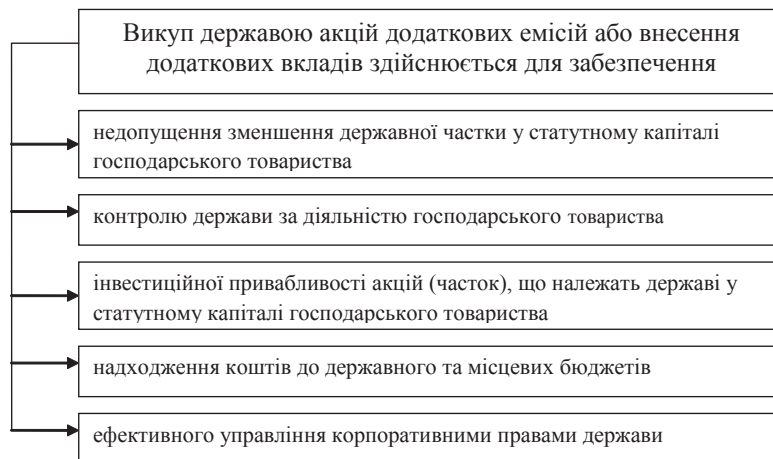 Викуп державою акцій додаткових емісій або внесення
додаткових вкладів здійснюється для забезпечення
недопущення зменшення державної частки у статутному капіталі
господарського товариства
контролю держави за діяльністю господарського товариства
інвестиційної привабливості акцій (часток), що належать державі у
статутному капіталі господарського товариства
надходження коштів до державного та місцевих бюджетів
ефективного управління корпоративними правами держави